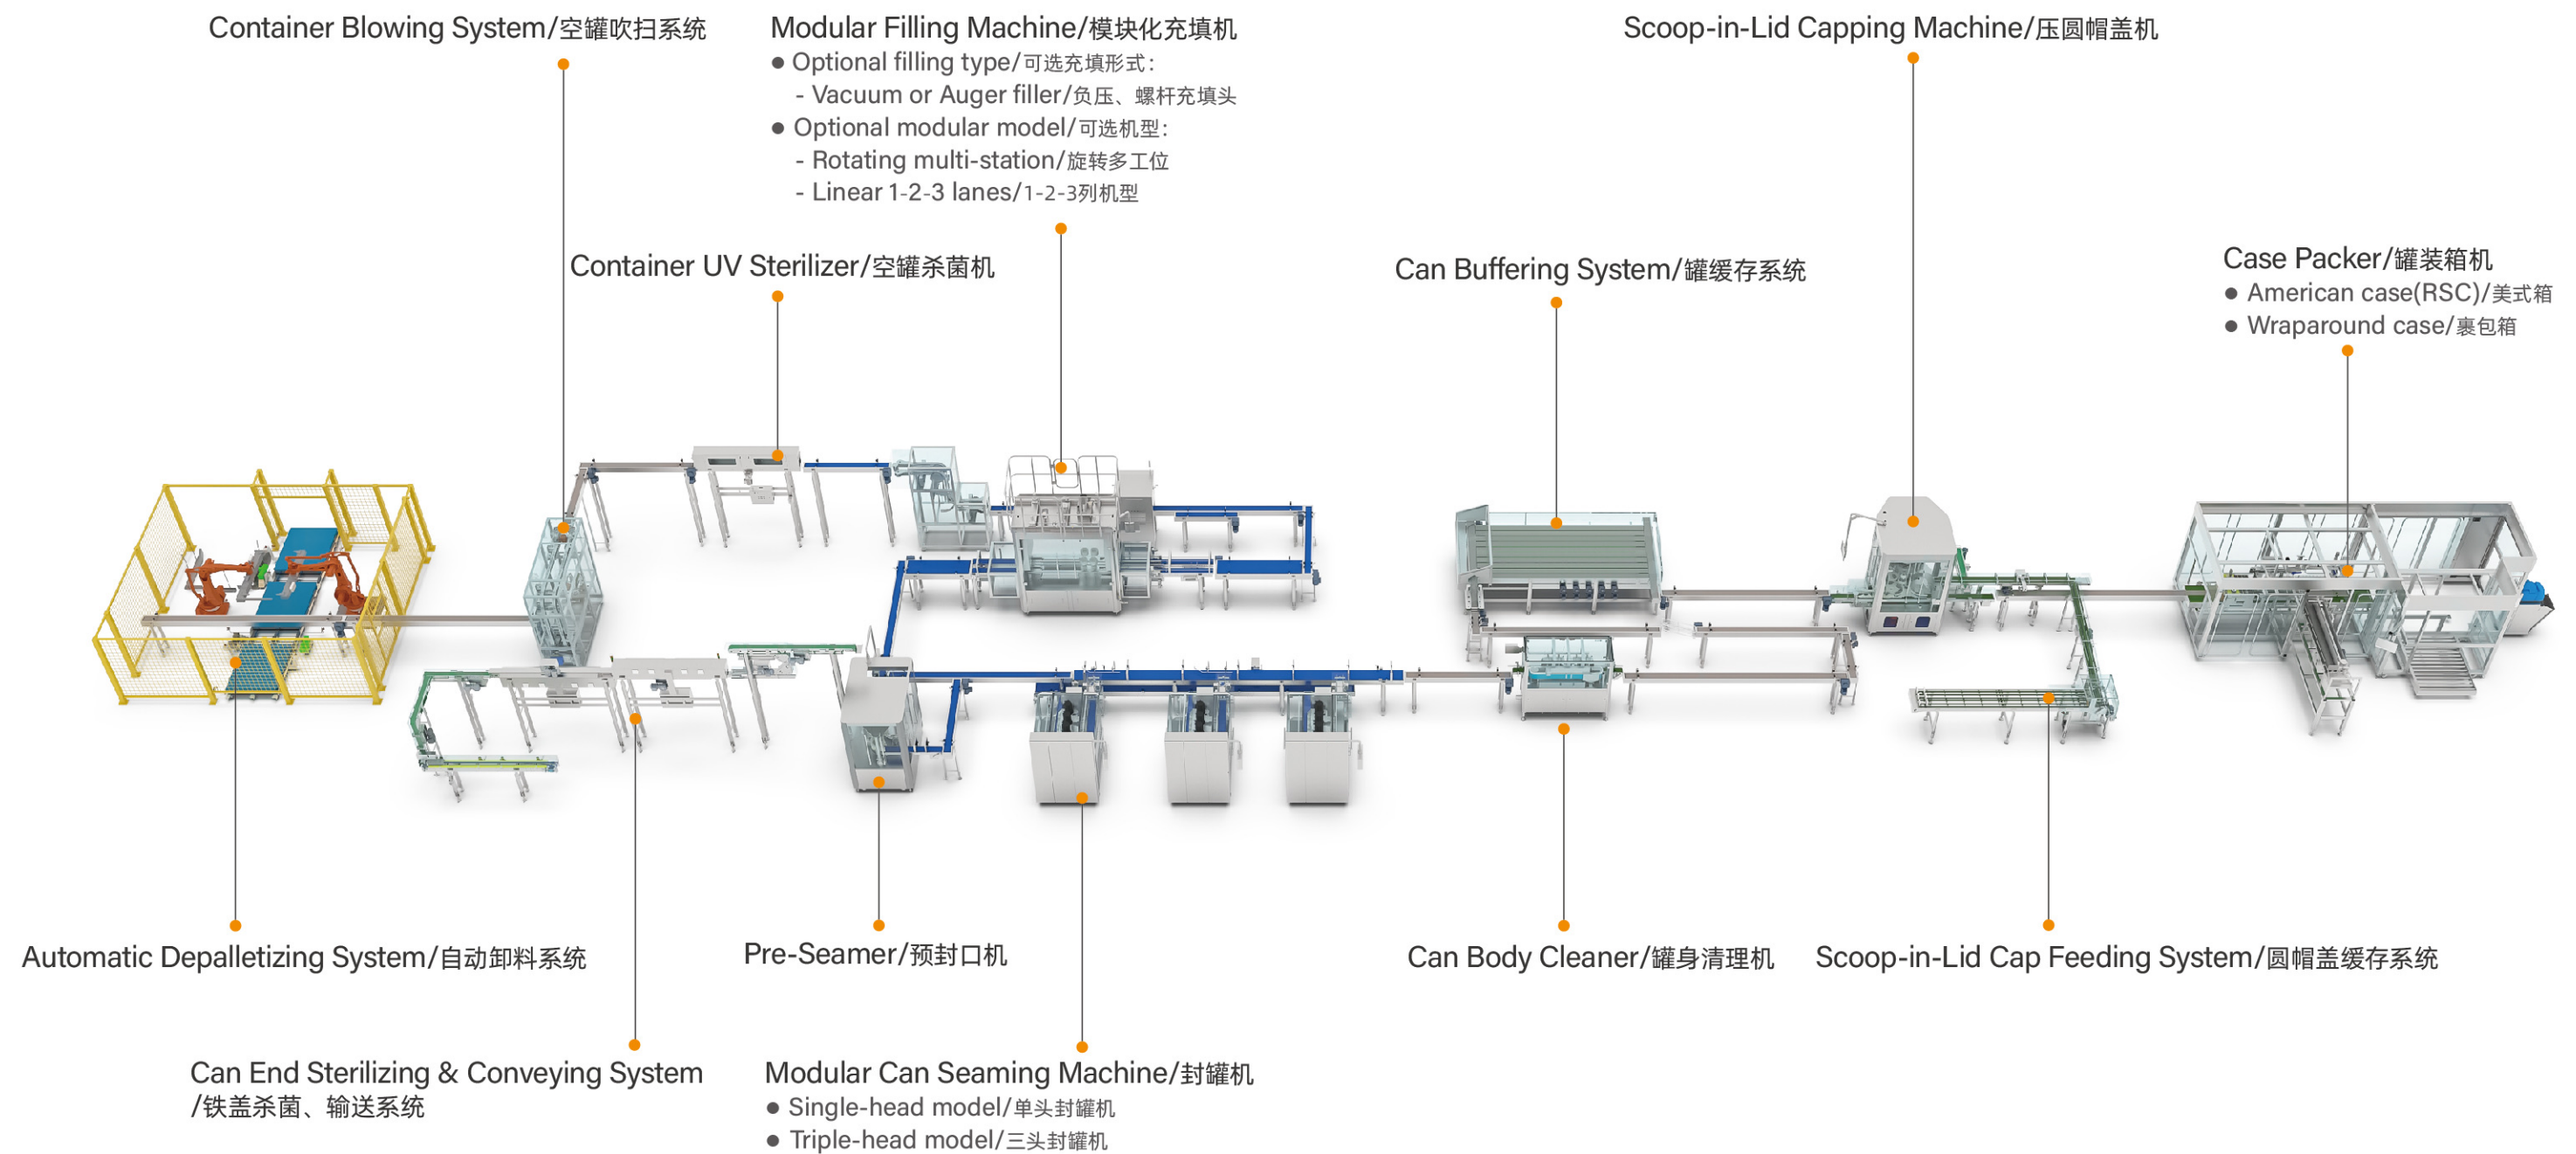 Container Blowing System/空罐吹扫系统
Modular Filling Machine/模块化充填机
● Optional filling type/可选充填形式:
- Vacuum or Auger filler/负压、螺杆充填头
● Optional modular model/可选机型:
- Rotating multi-station/旋转多工位
- Linear 1-2-3 lanes/1-2-3列机型
Scoop-in-Lid Capping Machine/压圆帽盖机
Container UV Sterilizer/空罐杀菌机
Can Buffering System/罐缓存系统
Case Packer/罐装箱机
● American case(RSC)/美式箱
● Wraparound case/裹包箱
Automatic Depalletizing System/自动卸料系统
Pre-Seamer/预封口机
Can Body Cleaner/罐身清理机
Scoop-in-Lid Cap Feeding System/圆帽盖缓存系统
Can End Sterilizing & Conveying System
/铁盖杀菌、输送系统
Modular Can Seaming Machine/封罐机
● Single-head model/单头封罐机
● Triple-head model/三头封罐机